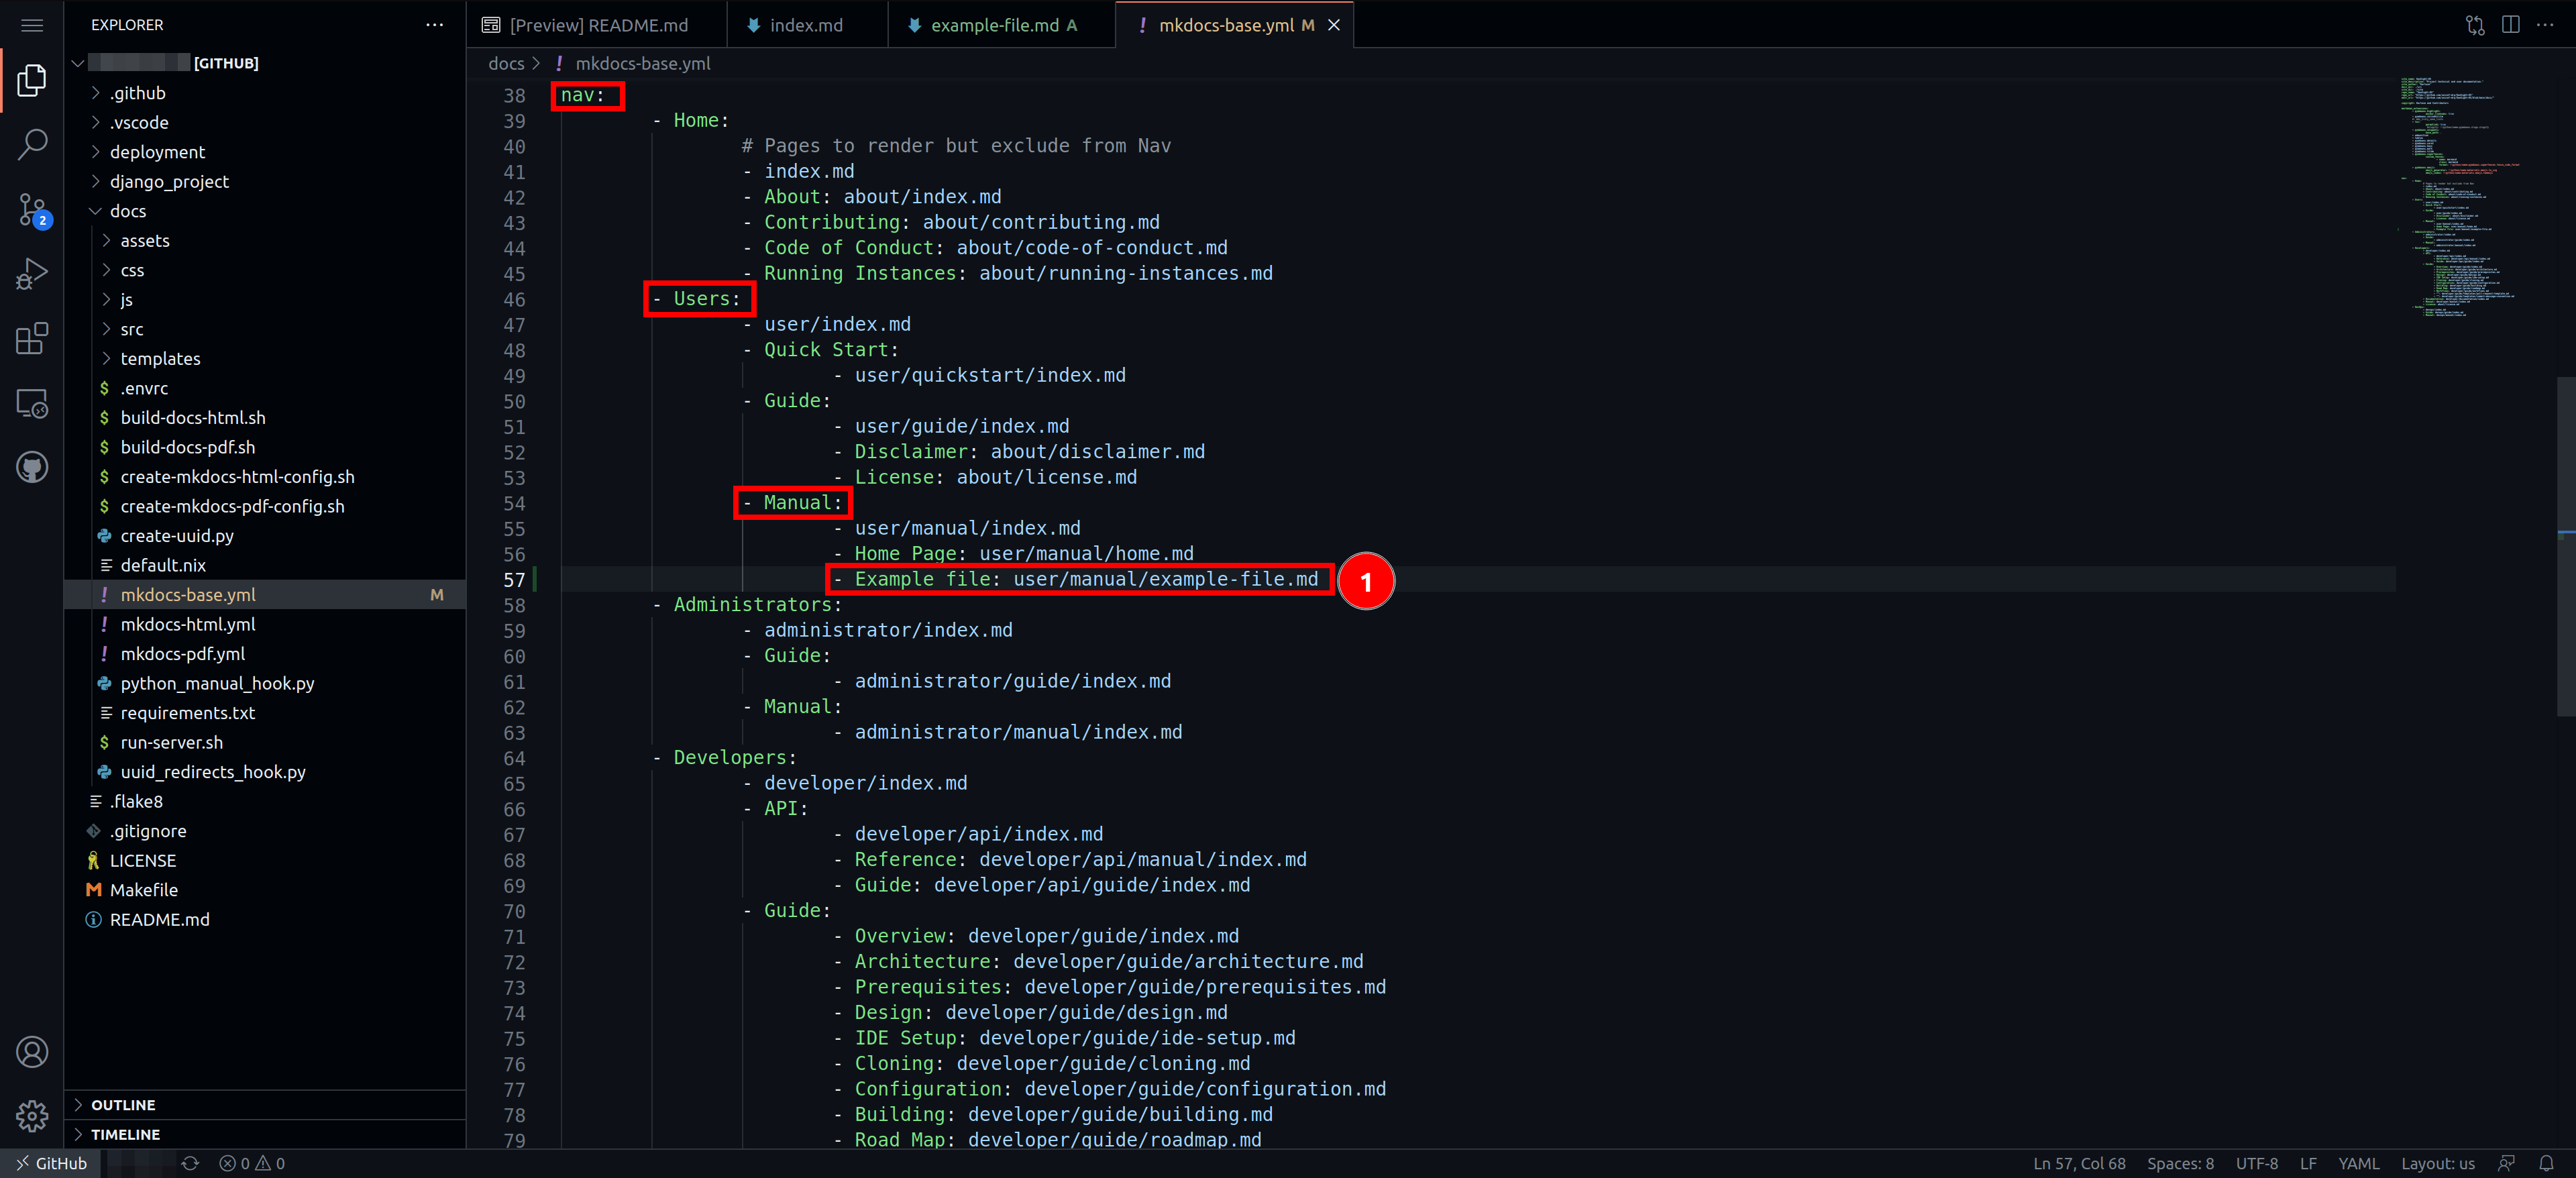 EXPLORER
[GITHUB]
.github
.vscode
deployment
django_project
docs
assets
css
js
src
templates
.envrc
build-docs-html.sh
build-docs-pdf.sh
create-mkdocs-html-config.sh
create-mkdocs-pdf-config.sh
create-uuid.py
default.nix
mkdocs-base.yml M
mkdocs-html.yml
mkdocs-pdf.yml
python_manual_hook.py
requirements.txt
run-server.sh
uuid_redirects_hook.py
.flake8
.gitignore
LICENSE
Makefile
README.md
OUTLINE
TIMELINE
2
[Preview] README.md
index.md
example-file.md A
mkdocs-base.yml M
docs > mkdocs-base.yml
38 nav:
39 - Home:
40 # Pages to render but exclude from Nav
41 - index.md
42 - About: about/index.md
43 - Contributing: about/contributing.md
44 - Code of Conduct: about/code-of-conduct.md
45 - Running Instances: about/running-instances.md
46 - Users:
47 - user/index.md
48 - Quick Start:
49 - user/quickstart/index.md
50 - Guide:
51 - user/guide/index.md
52 - Disclaimer: about/disclaimer.md
53 - License: about/license.md
54 - Manual:
55 - user/manual/index.md
56 - Home Page: user/manual/home.md
57 - Example file: user/manual/example-file.md 1
58 - Administrators:
59 - administrator/index.md
60 - Guide:
61 - administrator/guide/index.md
62 - Manual:
63 - administrator/manual/index.md
64 - Developers:
65 - developer/index.md
66 - API:
67 - developer/api/index.md
68 - Reference: developer/api/manual/index.md
69 - Guide: developer/api/guide/index.md
70 - Guide:
71 - Overview: developer/guide/index.md
72 - Architecture: developer/guide/architecture.md
73 - Prerequisites: developer/guide/prerequisites.md
74 - Design: developer/guide/design.md
75 - IDE Setup: developer/guide/ide-setup.md
76 - Cloning: developer/guide/cloning.md
77 - Configuration: developer/guide/configuration.md
78 - Building: developer/guide/building.md
79 - Road Map: developer/guide/roadmap.md
GitHub
0 0
Ln 57, Col 68
Spaces: 8
UTF-8
LF
YAML
Layout: us